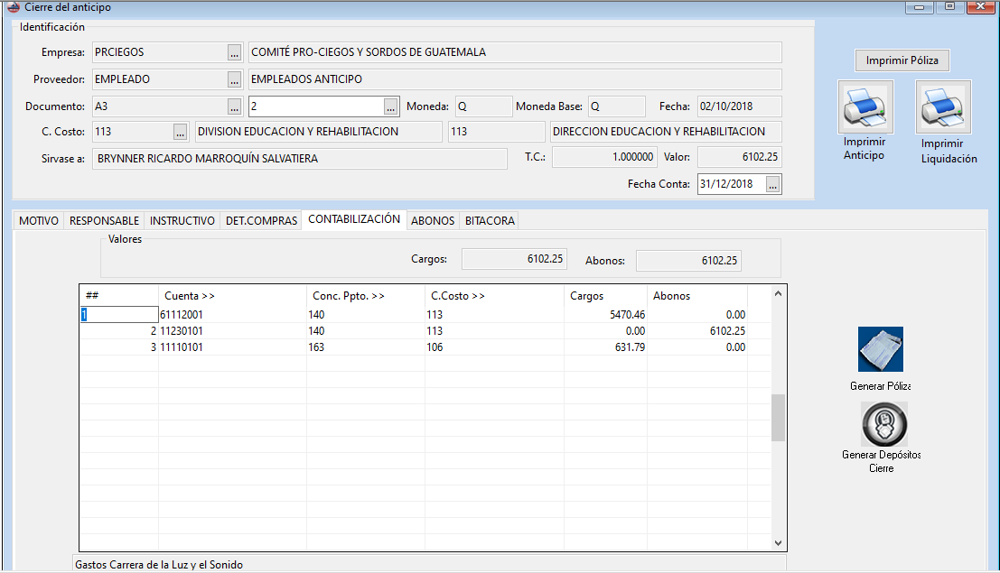 Cierre del anticipo
Identificación
Empresa: PRCIEGOS ... COMITÉ PRO-CIEGOS Y SORDOS DE GUATEMALA
Proveedor: EMPLEADO ... EMPLEADOS ANTICIPO
Documento: A3 ... 2 ... Moneda: Q Moneda Base: Q Fecha: 02/10/2018
C. Costo: 113 ... DIVISION EDUCACION Y REHABILITACION 113 DIRECCION EDUCACION Y REHABILITACION
Sirvase a: BRYNNER RICARDO MARROQUÍN SALVATIERA T.C.: 1.000000 Valor: 6102.25
Fecha Conta: 31/12/2018 ...
Imprimir Póliza
Imprimir
Anticipo
Imprimir
Liquidación
MOTIVO RESPONSABLE INSTRUCTIVO DET.COMPRAS CONTABILIZACIÓN ABONOS BITACORA
Valores
Cargos: 6102.25 Abonos: 6102.25
## Cuenta >> Conc. Ppto. >> C.Costo >> Cargos Abonos
1 61112001 140 113 5470.46 0.00
2 11230101 140 113 0.00 6102.25
3 11110101 163 106 631.79 0.00
Generar Póliza
Generar Depósitos
Cierre
Gastos Carrera de la Luz y el Sonido